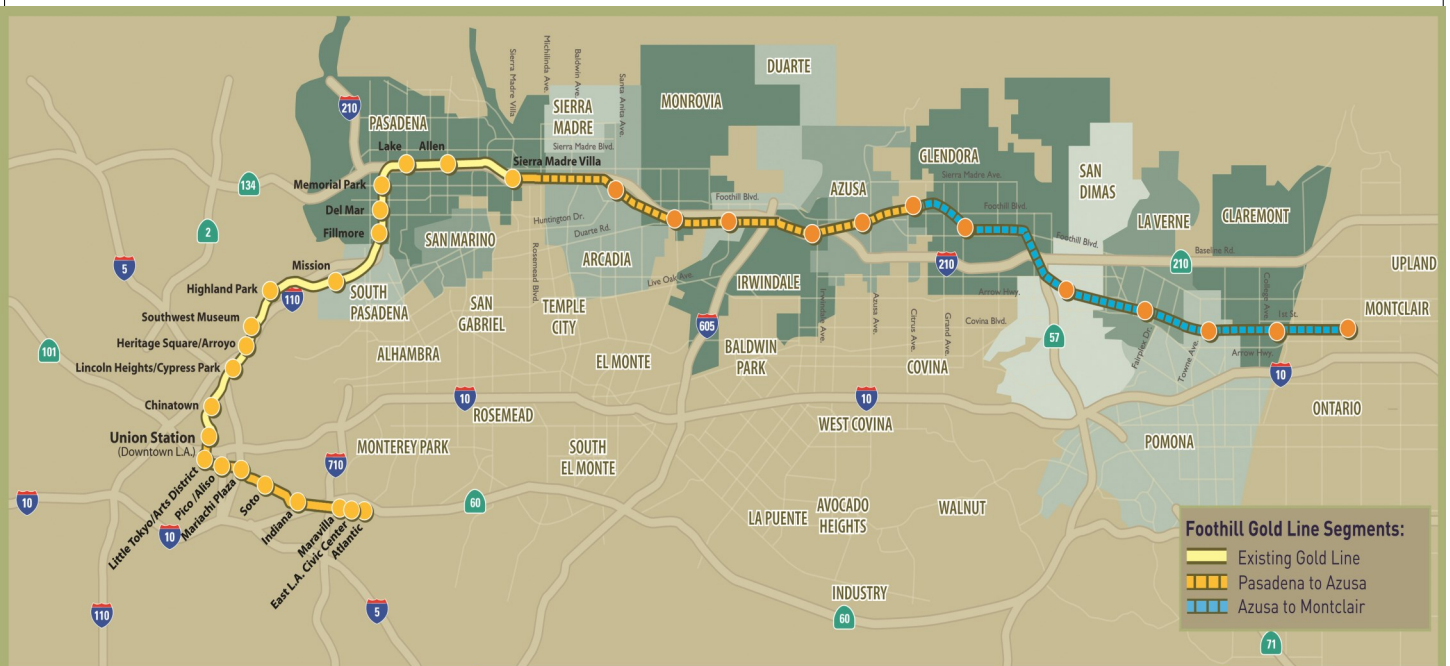 DUARTE
MONROVIA
SIERRA
MADRE
PASADENA
210
Sierra Madre Villa
Michilinda Ave.
Baldwin Ave.
Santa Anita Ave.
Sierra Madre Blvd.
Lake
Allen
Sierra Madre Villa
Memorial Park
134
Del Mar
Fillmore
2
Mission
5
Highland Park
110
Southwest Museum
Heritage Square/Arroyo
101
Lincoln Heights/Cypress Park
Chinatown
Union Station
(Downtown L.A.)
Little Tokyo/Arts District
Pico/Aliso
Mariachi Plaza
Soto
Indiana
Maravilla
East L.A. Civic Center
Atlantic
10
10
110
5
710
60
SAN MARINO
SOUTH
PASADENA
SAN
GABRIEL
ALHAMBRA
Huntington Dr.
Duarte Rd.
Rosemead Blvd.
ARCADIA
Live Oak Ave.
TEMPLE
CITY
EL MONTE
10
ROSEMEAD
MONTEREY PARK
SOUTH
EL MONTE
Foothill Blvd.
605
IRWINDALE
BALDWIN
PARK
Irwindale Ave.
AZUSA
Azusa Ave.
GLENDORA
Sierra Madre Ave.
Foothill Blvd.
210
Arrow Hwy.
Citrus Ave.
Grand Ave.
Covina Blvd.
COVINA
10
WEST COVINA
LA PUENTE
AVOCADO
HEIGHTS
WALNUT
INDUSTRY
60
SAN
DIMAS
Foothill Blvd.
57
LA VERNE
210
Baseline Rd.
CLAREMONT
College Ave.
1st St.
Arrow Hwy.
Fairplex Dr.
Towne Ave.
10
UPLAND
MONTCLAIR
ONTARIO
POMONA
Foothill Gold Line Segments:
Existing Gold Line
Pasadena to Azusa
Azusa to Montclair
71